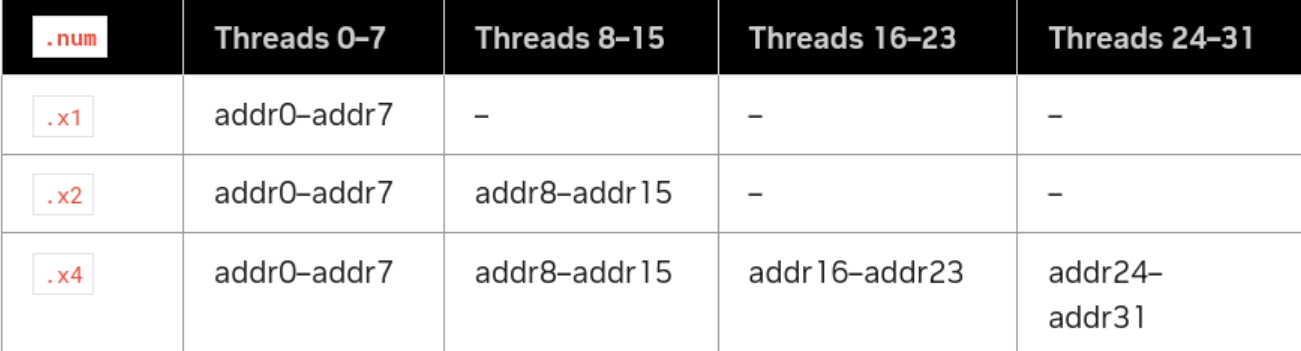 .num Threads 0–7 Threads 8–15 Threads 16–23 Threads 24–31
.x1 addr0–addr7 – – –
.x2 addr0–addr7 addr8–addr15 – –
.x4 addr0–addr7 addr8–addr15 addr16–addr23 addr24–
addr31